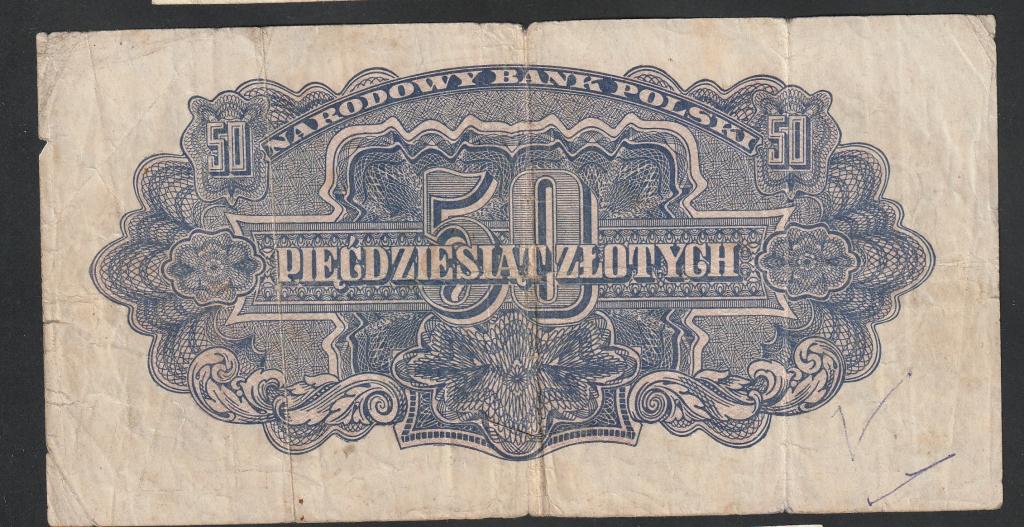 NARODOWY BANK POLSKI
50 50
50
PIĘĆDZIESIĄT ZŁOTYCH